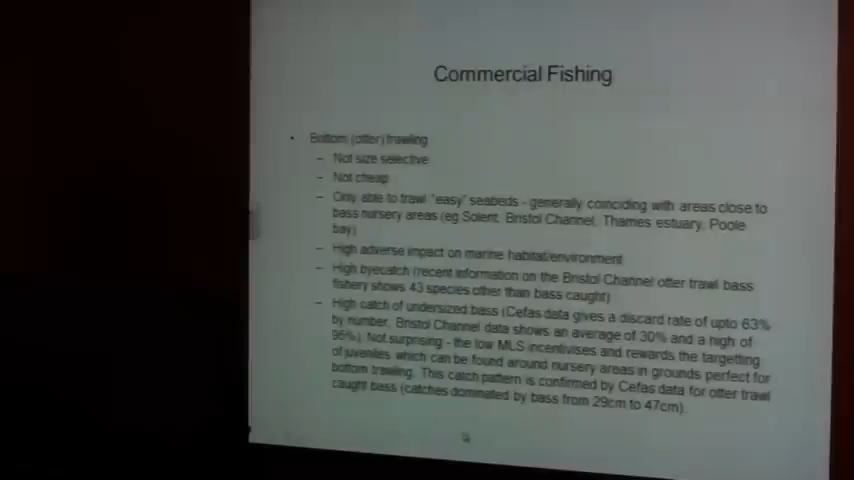 Commercial Fishing
• Bottom (otter) trawling
– Not size selective
– Not cheap
– Only able to trawl "easy" seabeds - generally coinciding with areas close to
bass nursery areas (eg Solent, Bristol Channel, Thames estuary, Poole
bay)
– High adverse impact on marine habitat/environment
– High byecatch (recent information on the Bristol Channel otter trawl bass
fishery shows 43 species other than bass caught)
– High catch of undersized bass (Cefas data gives a discard rate of upto 63%
by number, Bristol Channel data shows an average of 30% and a high of
95%). Not surprising - the low MLS incentivises and rewards the targetting
of juveniles which can be found around nursery areas in grounds perfect for
bottom trawling. This catch pattern is confirmed by Cefas data for otter trawl
caught bass (catches dominated by bass from 29cm to 47cm).